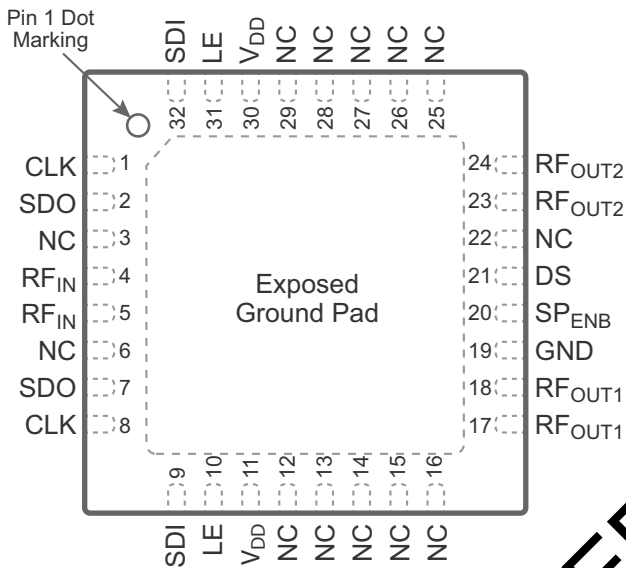 Pin 1 Dot
Marking
SDI
LE
VDD
NC
NC
NC
NC
NC
32
31
30
29
28
27
26
25
CLK 1
SDO 2
NC 3
RFIN 4
RFIN 5
NC 6
SDO 7
CLK 8
Exposed
Ground Pad
24 RFOUT2
23 RFOUT2
22 NC
21 DS
20 SPENB
19 GND
18 RFOUT1
17 RFOUT1
9
10
11
12
13
14
15
16
SDI
LE
VDD
NC
NC
NC
NC
NC